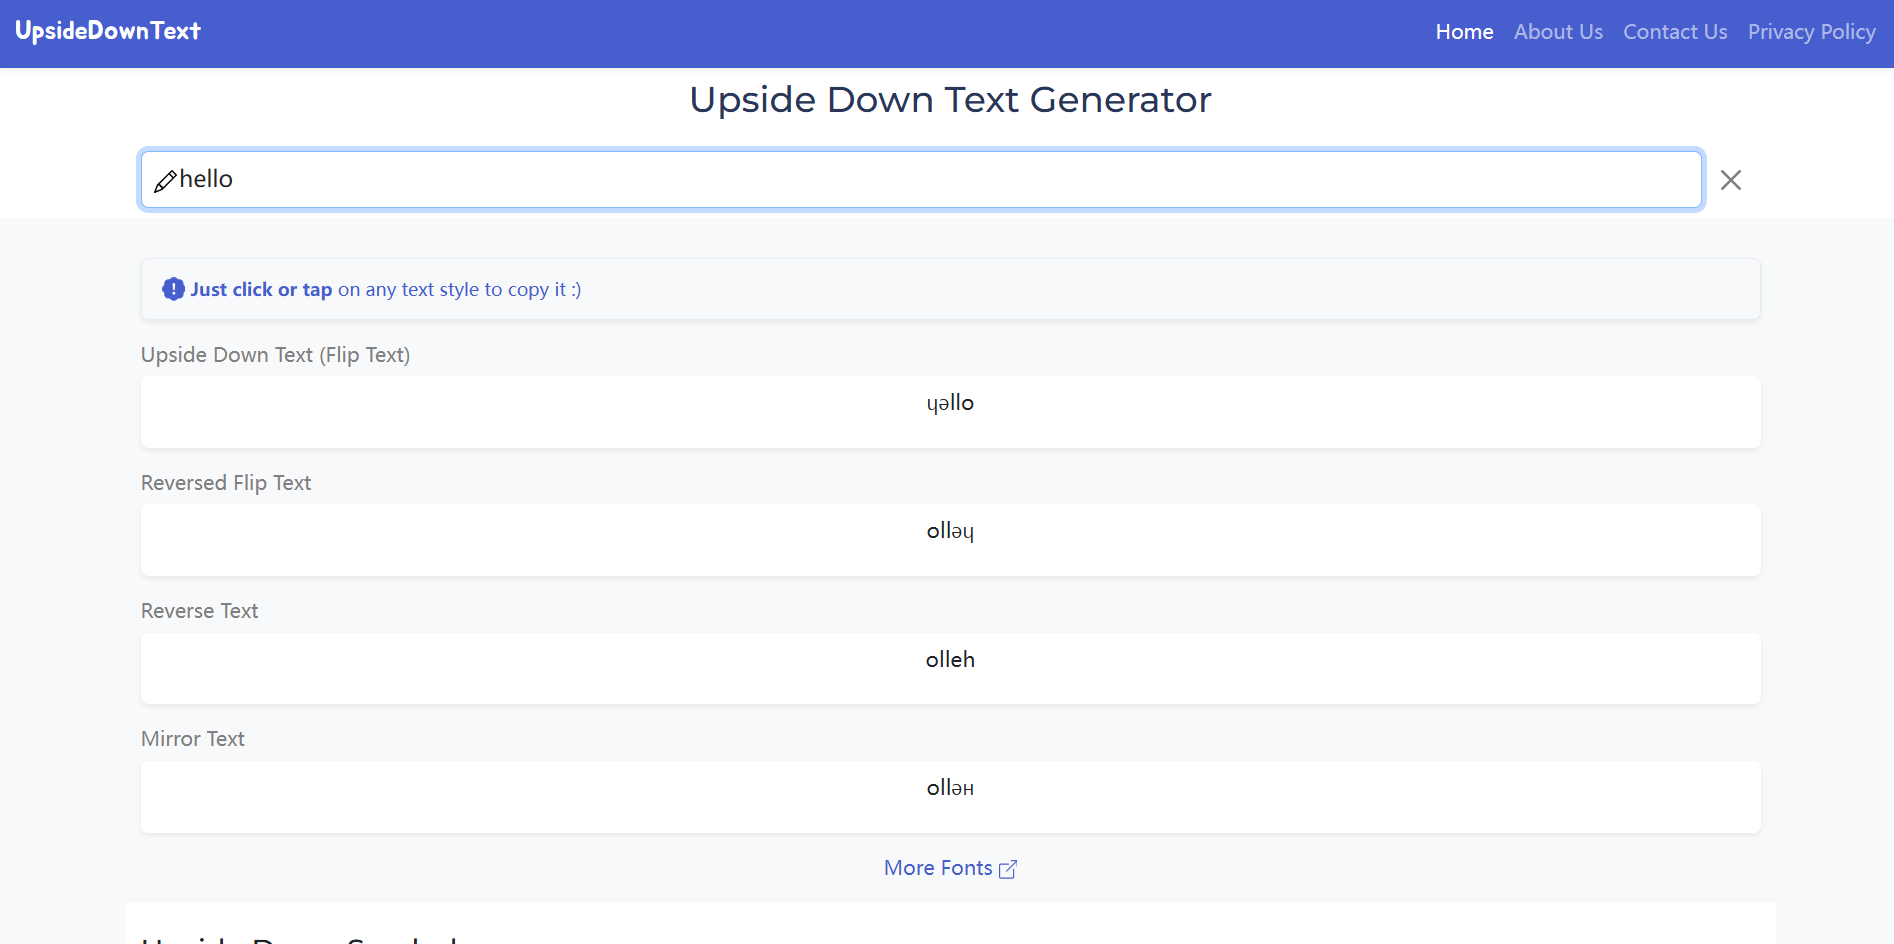 UpsideDownText
Home About Us Contact Us Privacy Policy
Upside Down Text Generator
hello
Just click or tap on any text style to copy it :)
Upside Down Text (Flip Text)
ɥǝllo
Reversed Flip Text
ollǝɥ
Reverse Text
olleh
Mirror Text
ollɘʜ
More Fonts